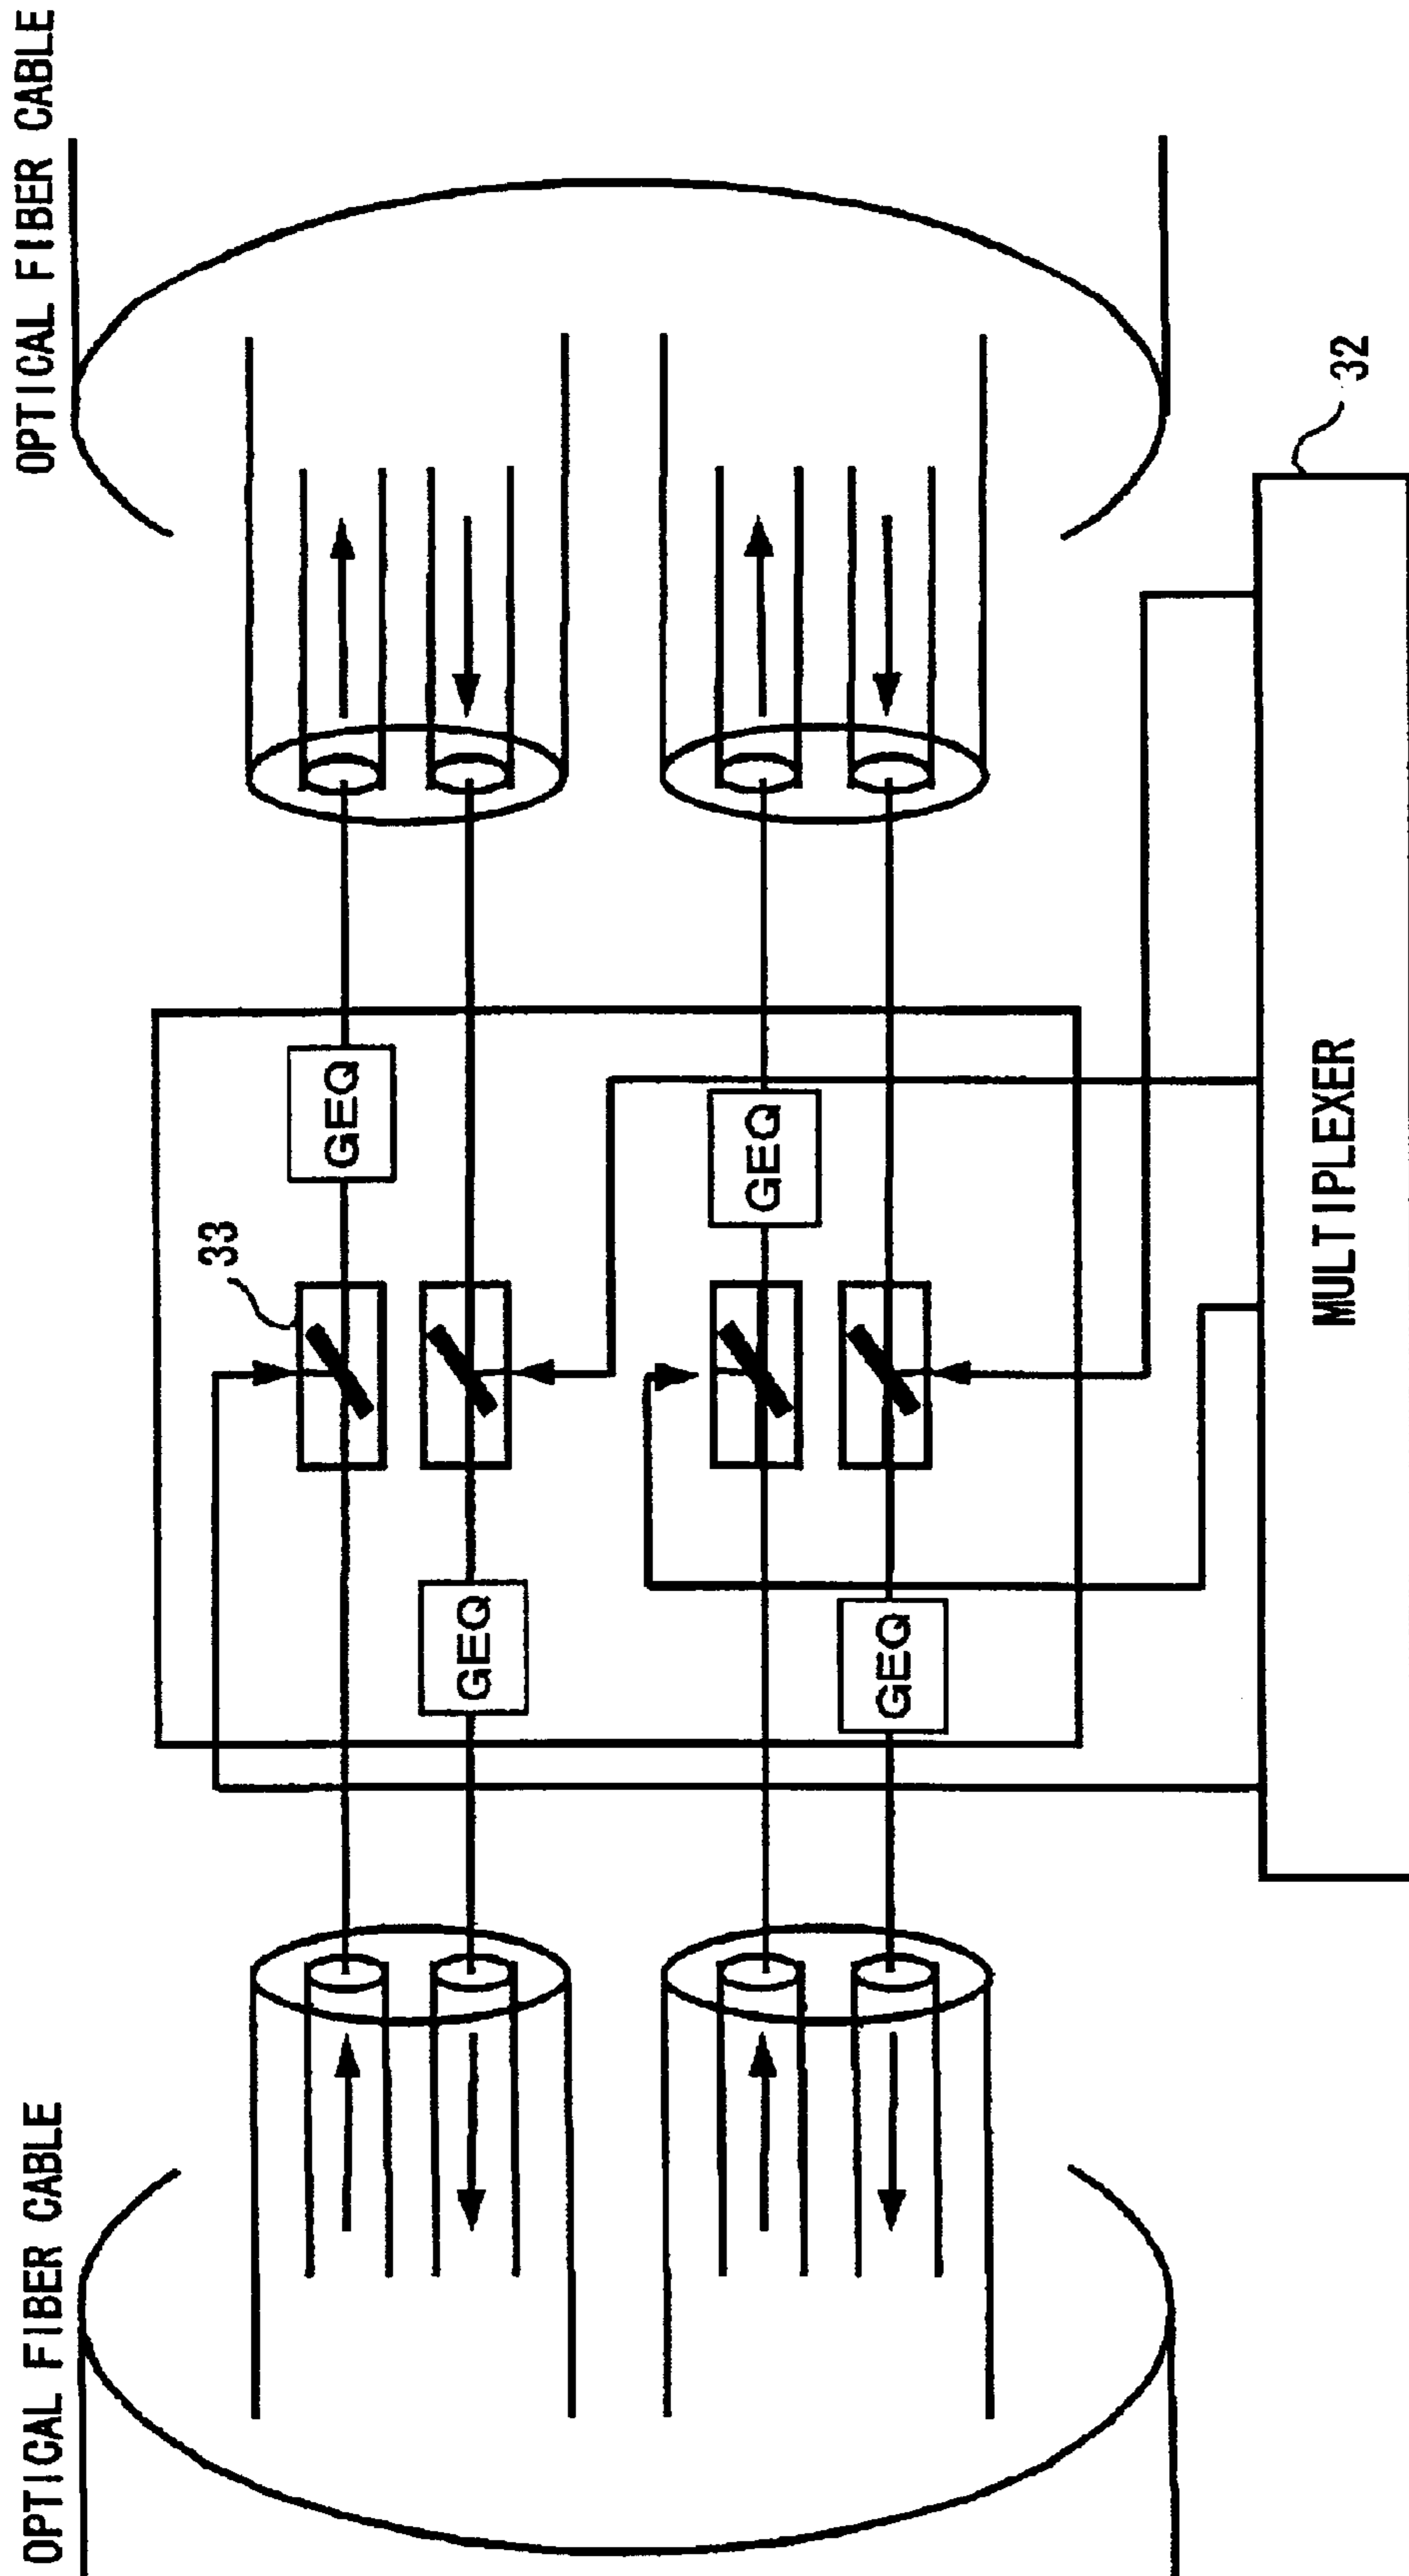 OPTICAL FIBER CABLE
OPTICAL FIBER CABLE
33
GEQ
GEQ
GEQ
GEQ
32
MULTIPLEXER